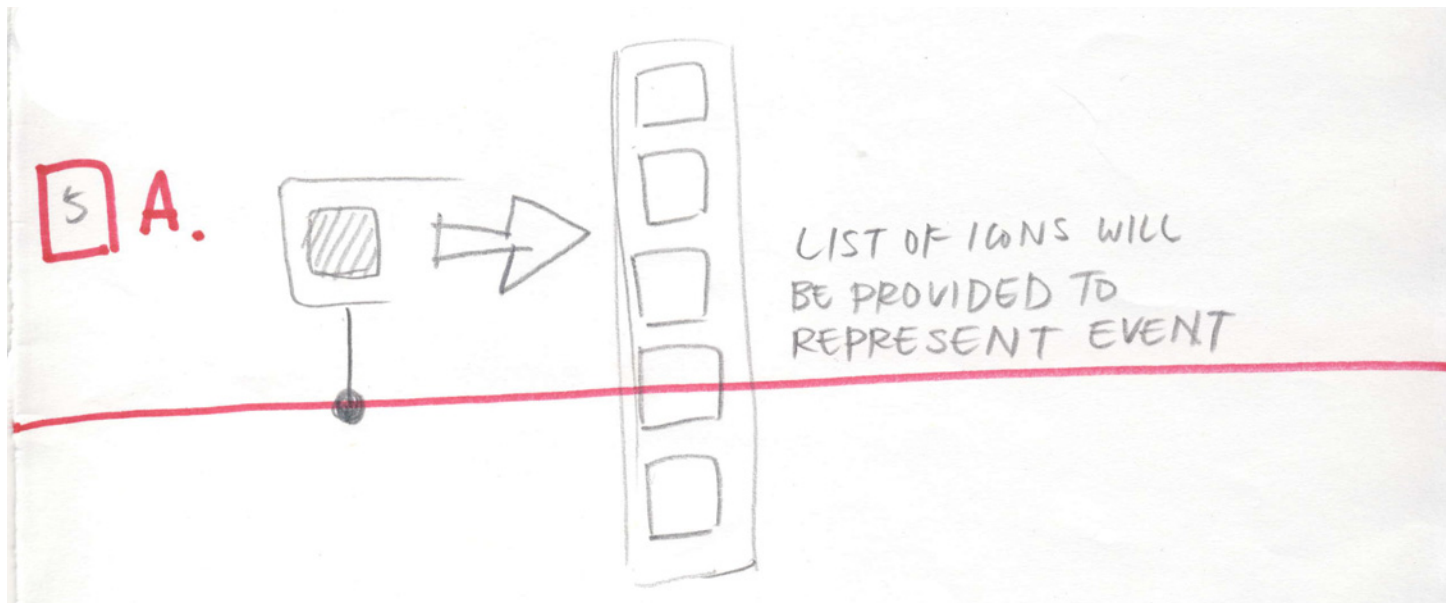 5 A.
LIST OF ICONS WILL
BE PROVIDED TO
REPRESENT EVENT